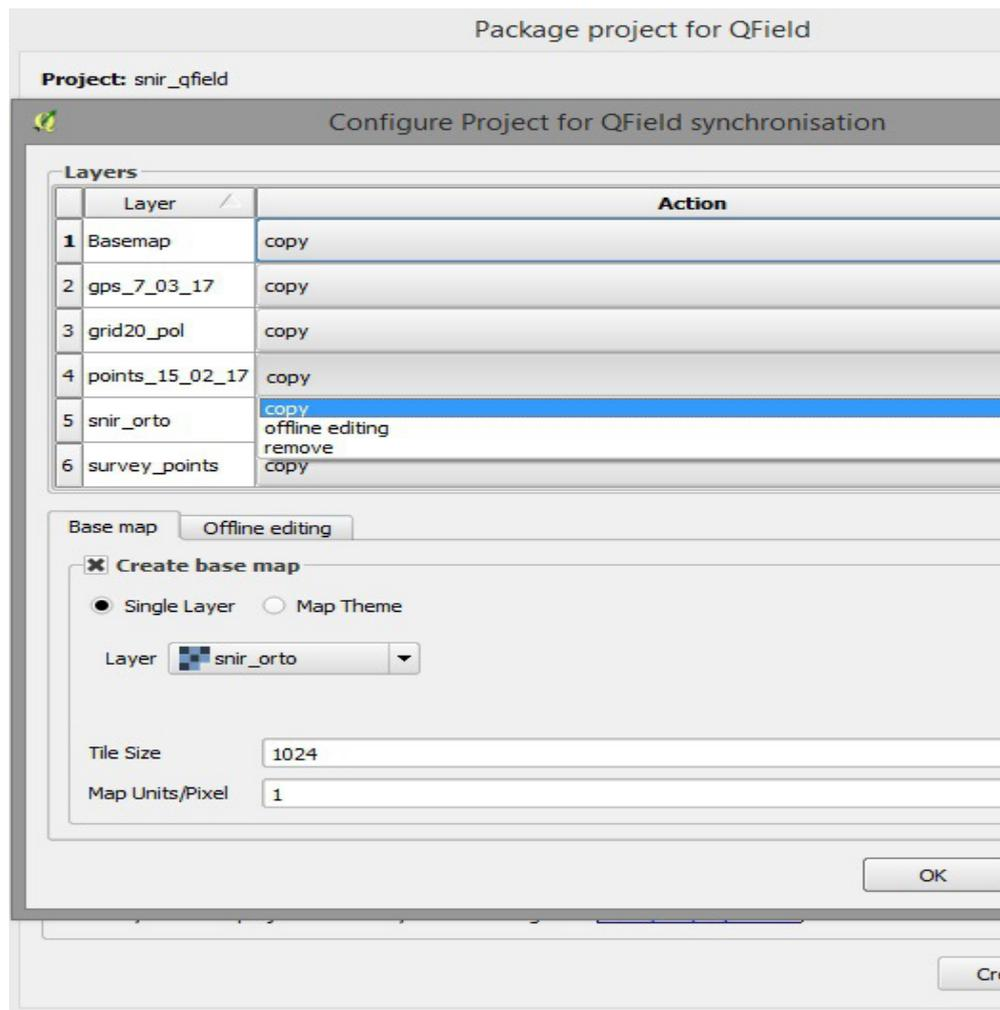 Package project for QField
Project: snir_qfield
Configure Project for QField synchronisation
Layers
Layer Action
1 Basemap copy
2 gps_7_03_17 copy
3 grid20_pol copy
4 points_15_02_17 copy
copy
5 snir_orto
offline editing
remove
6 survey_points copy
Base map Offline editing
Create base map
Single Layer Map Theme
Layer snir_orto
Tile Size 1024
Map Units/Pixel 1
OK
Cre